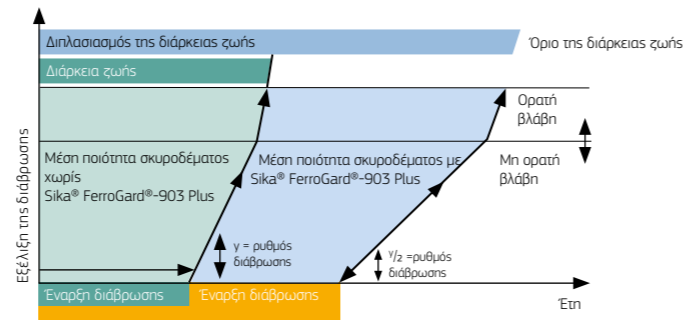 Διπλασιασμός της διάρκειας ζωής
Όριο της διάρκειας ζωής
Διάρκεια ζωής
Ορατή
βλάβη
Εξέλιξη της διάβρωσης
Μέση ποιότητα σκυροδέματος
χωρίς
Sika® FerroGard®-903 Plus
Μέση ποιότητα σκυροδέματος με
Sika® FerroGard®-903 Plus
Μη ορατή
βλάβη
y = ρυθμός
διάβρωσης
y/2 =ρυθμός
διάβρωσης
Έναρξη διάβρωσης
Έναρξη διάβρωσης
Έτη